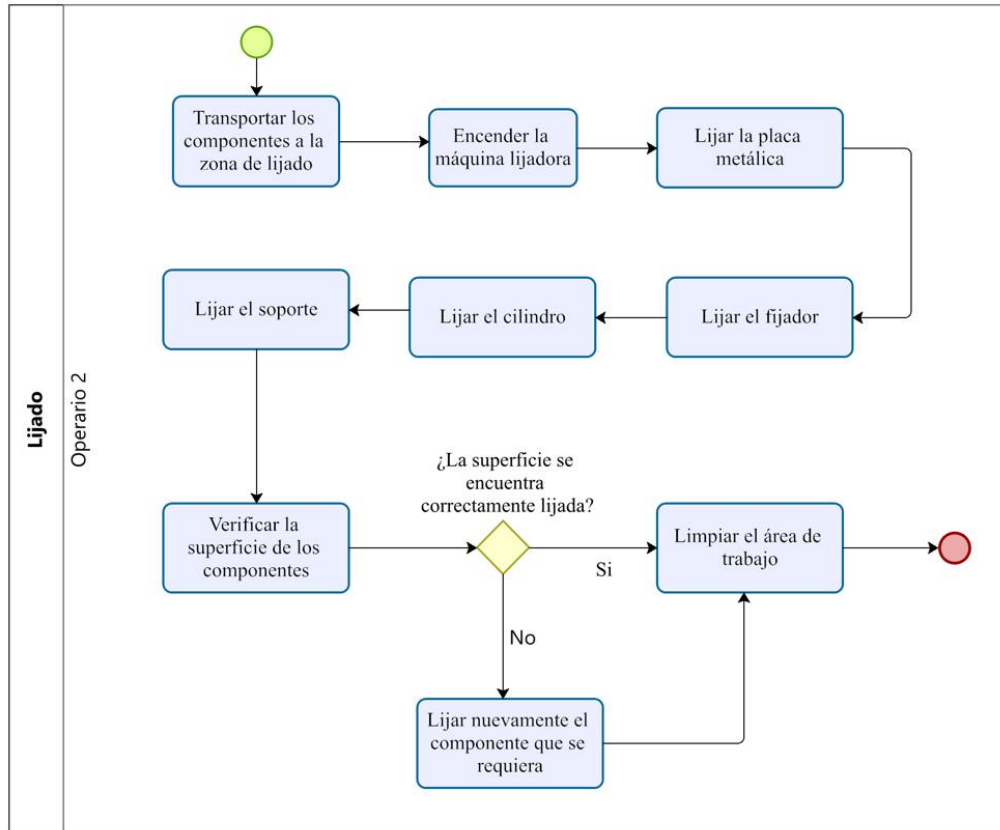 Lijado
Operario 2
Transportar los
componentes a la
zona de lijado
Encender la
máquina lijadora
Lijar la placa
metálica
Lijar el fijador
Lijar el cilindro
Lijar el soporte
Verificar la
superficie de los
componentes
¿La superficie se
encuentra
correctamente lijada?
Si
No
Lijar nuevamente el
componente que se
requiera
Limpiar el área de
trabajo